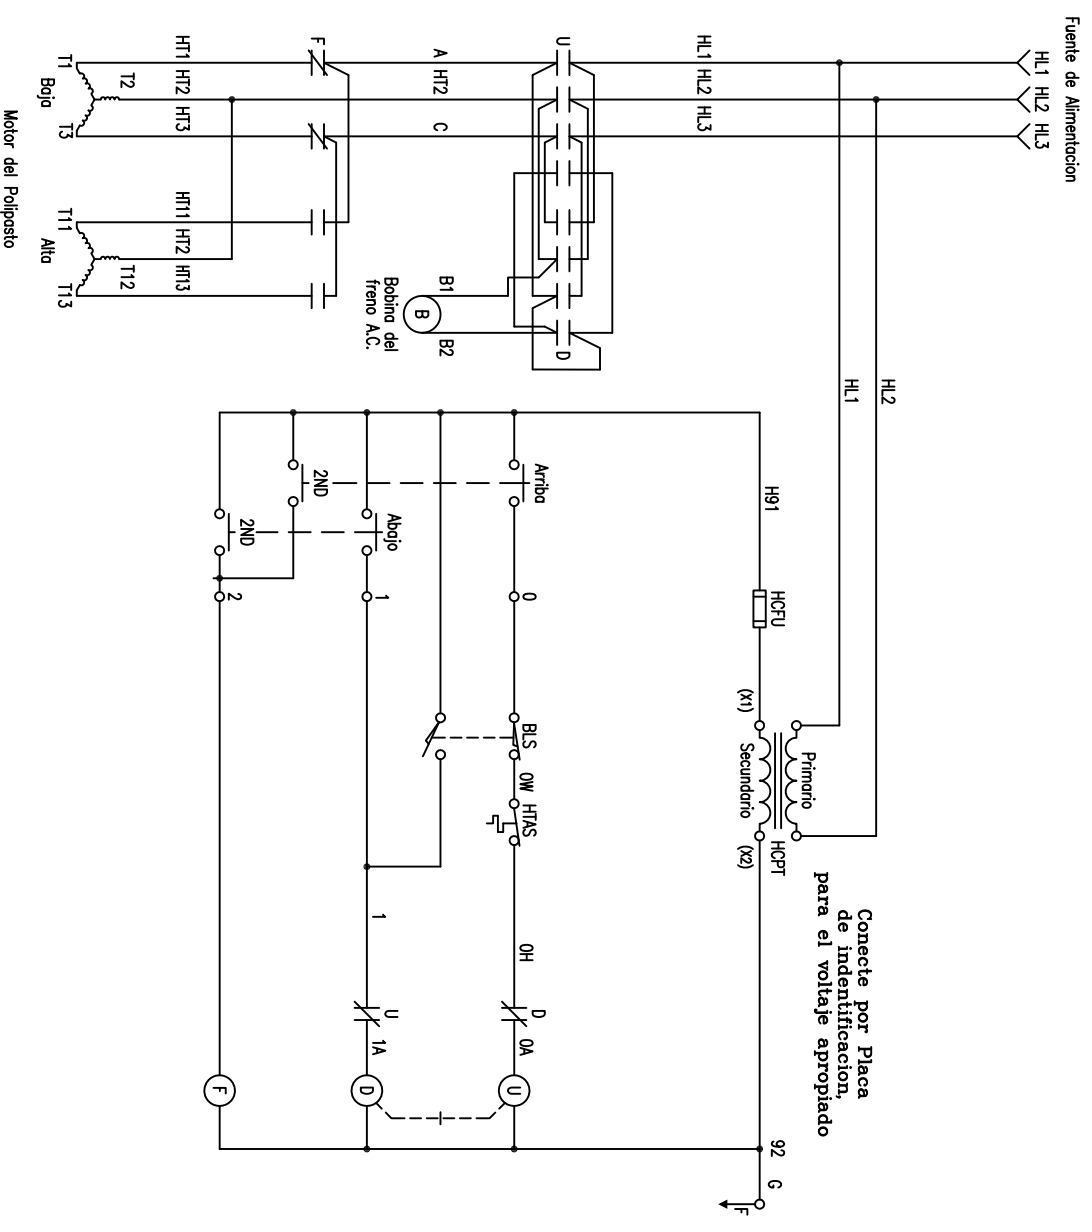 Fuente de Alimentacion
HL1 HL2 HL3
HL2
HL1
Conecte por Placa
de indentificacion,
para el voltaje apropiado
Primario
H91 HCFU HCPT 92 G
(X1) Secundario (X2)
F
HL1 HL2 HL3
U D
Arriba 0 BLS 0W HTAS 0H D 0A
U
A HT2 C
B1 B2
B
Bobina del
freno A.C.
Abajo 1 1 U 1A
D
F
2ND
2ND 2
F
HT1 HT2 HT3 HT11 HT2 HT13
T2 T12
T1 T3 T11 T13
Baja Alta
Motor del Polipasto